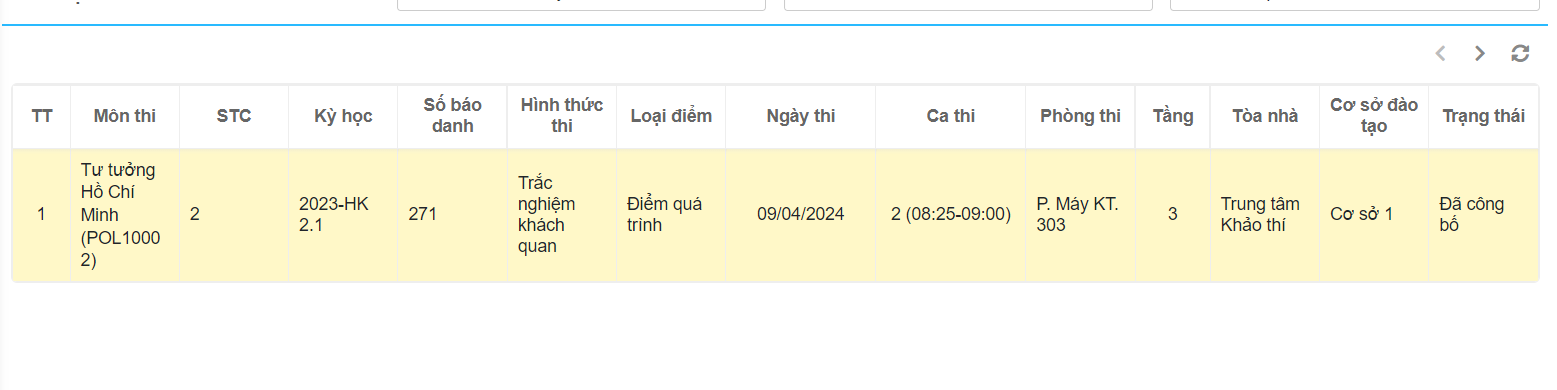 TT Môn thi STC Kỳ học Số báo danh Hình thức thi Loại điểm Ngày thi Ca thi Phòng thi Tầng Tòa nhà Cơ sở đào tạo Trạng thái
1 Tư tưởng Hồ Chí Minh (POL10002) 2 2023-HK2.1 271 Trắc nghiệm khách quan Điểm quá trình 09/04/2024 2 (08:25-09:00) P. Máy KT. 303 3 Trung tâm Khảo thí Cơ sở 1 Đã công bố